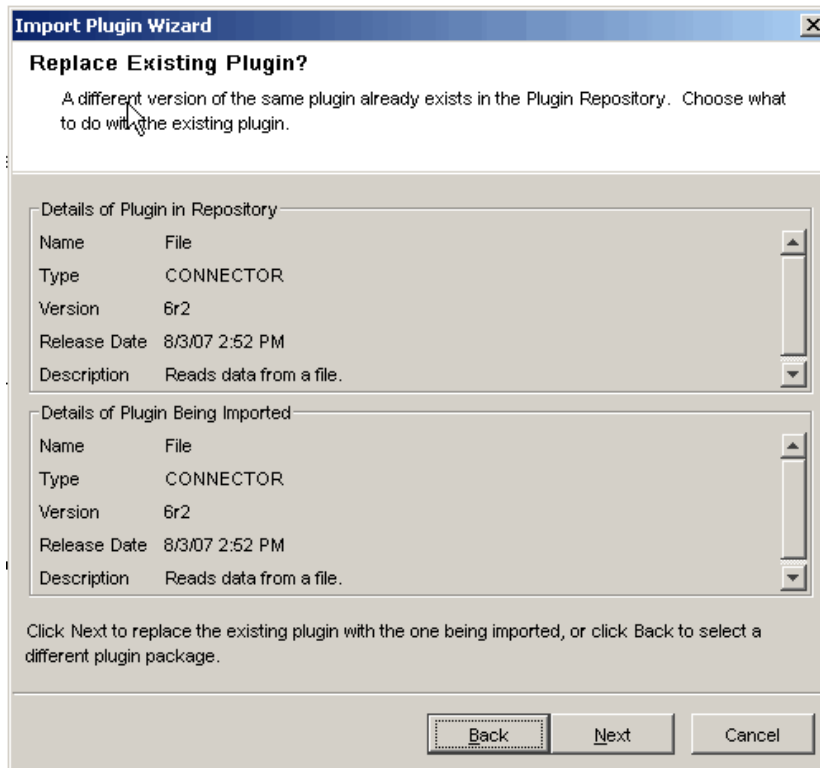 Import Plugin Wizard
Replace Existing Plugin?
A different version of the same plugin already exists in the Plugin Repository. Choose what
to do with the existing plugin.
Details of Plugin in Repository
Name File
Type CONNECTOR
Version 6r2
Release Date 8/3/07 2:52 PM
Description Reads data from a file.
Details of Plugin Being Imported
Name File
Type CONNECTOR
Version 6r2
Release Date 8/3/07 2:52 PM
Description Reads data from a file.
Click Next to replace the existing plugin with the one being imported, or click Back to select a
different plugin package.
Back Next Cancel